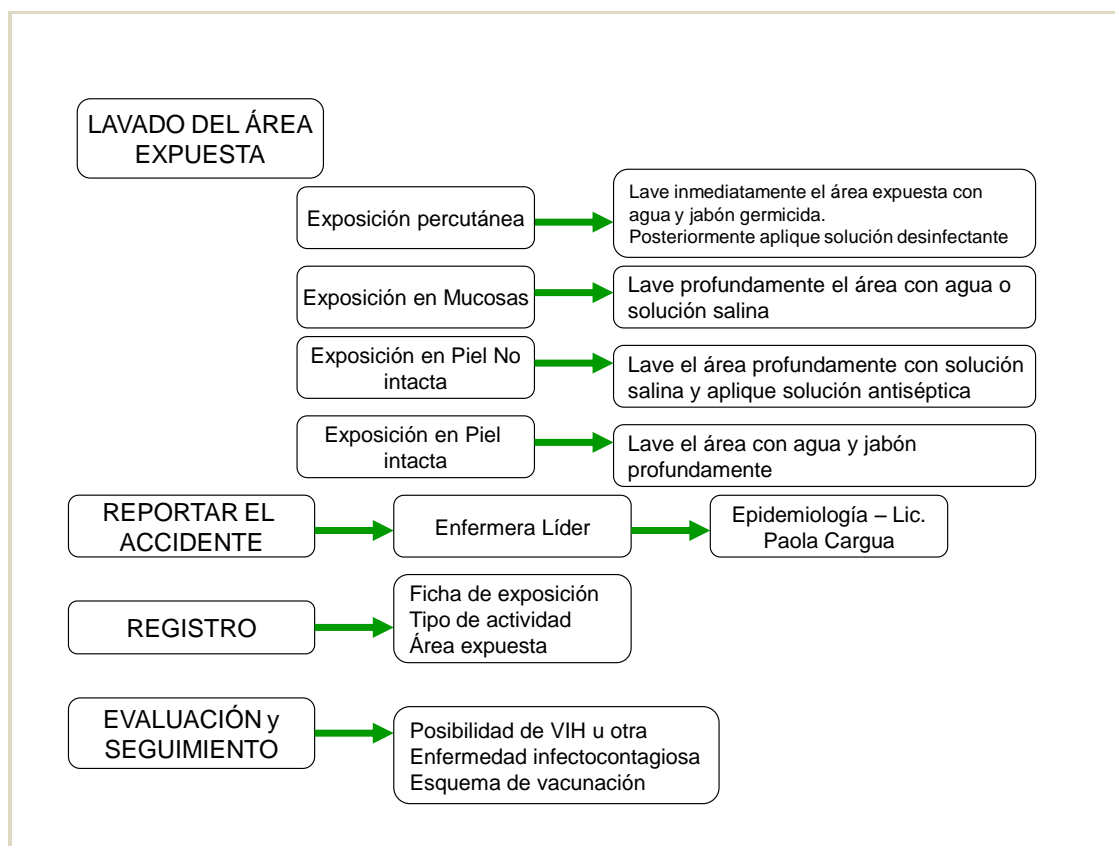 LAVADO DEL ÁREA
EXPUESTA
Exposición percutánea
Lave inmediatamente el área expuesta con
agua y jabón germicida.
Posteriormente aplique solución desinfectante
Exposición en Mucosas
Lave profundamente el área con agua o
solución salina
Exposición en Piel No
intacta
Lave el área profundamente con solución
salina y aplique solución antiséptica
Exposición en Piel
intacta
Lave el área con agua y jabón
profundamente
REPORTAR EL
ACCIDENTE
Enfermera Líder
Epidemiología – Lic.
Paola Cargua
REGISTRO
Ficha de exposición
Tipo de actividad
Área expuesta
EVALUACIÓN y
SEGUIMIENTO
Posibilidad de VIH u otra
Enfermedad infectocontagiosa
Esquema de vacunación